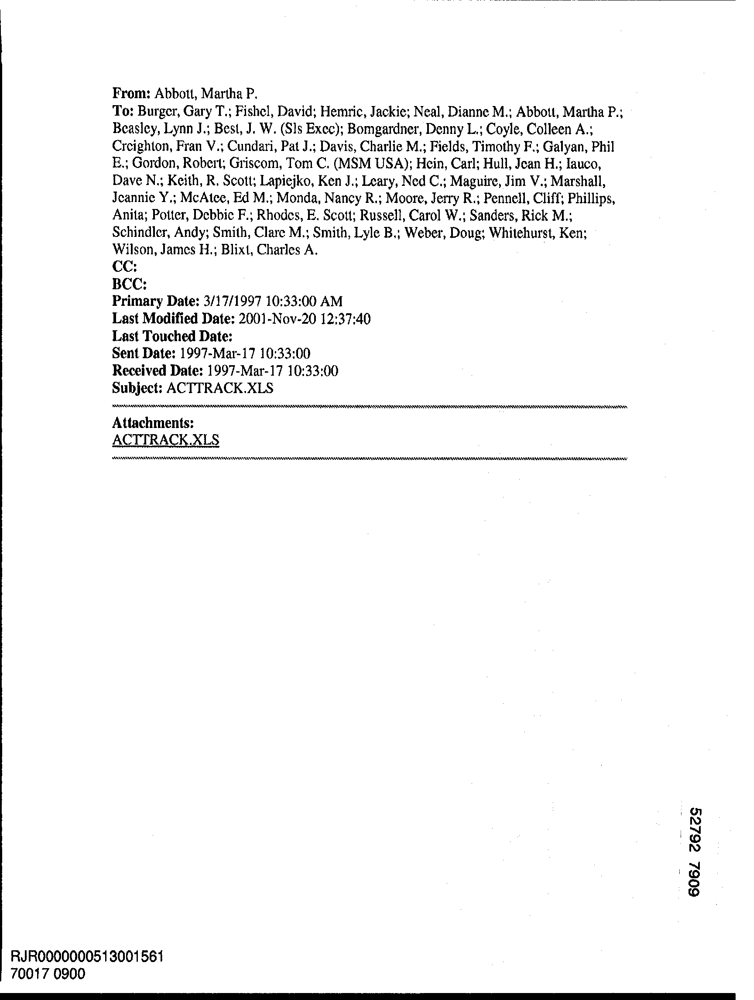 From: Abbott, Martha P.
To: Burger, Gary T.; Fishel, David; Hemric, Jackie; Neal, Dianne M.; Abbott, Martha P.;
Beasley, Lynn J.; Best, J. W. (Sls Exec); Bomgardner, Denny L.; Coyle, Colleen A.;
Creighton, Fran V.; Cundari, Pat J.; Davis, Charlie M.; Fields, Timothy F.; Galyan, Phil
E.; Gordon, Robert; Griscom, Tom C. (MSM USA); Hein, Carl; Hull, Jean H.; Iauco,
Dave N.; Keith, R. Scott; Lapiejko, Ken J.; Leary, Ned C.; Maguire, Jim V.; Marshall,
Jeannie Y.; McAtee, Ed M.; Monda, Nancy R.; Moore, Jerry R.; Pennell, Cliff; Phillips,
Anita; Potter, Debbie F.; Rhodes, E. Scott; Russell, Carol W.; Sanders, Rick M.;
Schindler, Andy; Smith, Clare M.; Smith, Lyle B.; Weber, Doug; Whitehurst, Ken;
Wilson, James H.; Blixt, Charles A.
CC:
BCC:
Primary Date: 3/17/1997 10:33:00 AM
Last Modified Date: 2001-Nov-20 12:37:40
Last Touched Date:
Sent Date: 1997-Mar-17 10:33:00
Received Date: 1997-Mar-17 10:33:00
Subject: ACTTRACK.XLS
Attachments:
ACTTRACK.XLS
52792 7909
RJR0000000513001561
70017 0900